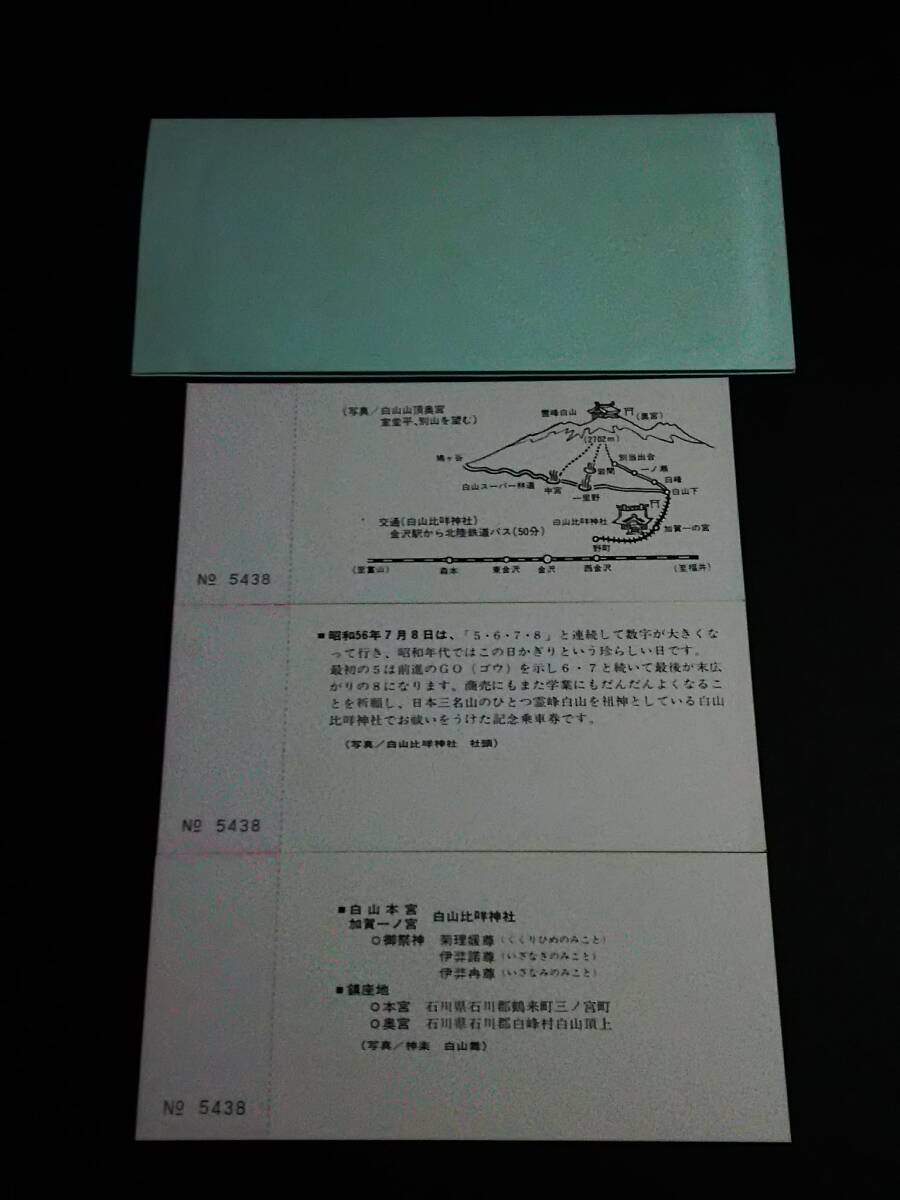 (写真/白山山頂奥宮
室堂平、別山を望む)
霊峰白山
(奥宮)
(2702m)
鳩ヶ谷
別当出合
一ノ瀬
岩間
白峰
白山スーパー林道
中宮
一里野
白山下
交通(白山比咩神社)
金沢駅から北陸鉄道バス(50分)
白山比咩神社
加賀一の宮
野町
(至富山)
森本
東金沢
金沢
西金沢
(至福井)
№ 5438
■昭和56年7月8日は、「5・6・7・8」と連続して数字が大きくな
って行き、昭和年代ではこの日かぎりという珍らしい日です。
最初の5は前進のGO(ゴウ)を示し6・7と続いて最後が末広
がりの8になります。商売にもまた学業にもだんだんよくなるこ
とを祈願し、日本三名山のひとつ霊峰白山を祖神としている白山
比咩神社でお祓いをうけた記念乗車券です。
(写真/白山比咩神社 社頭)
№ 5438
■白山本宮
加賀一ノ宮 白山比咩神社
○御祭神 菊理媛尊(くくりひめのみこと)
伊弉諾尊(いざなぎのみこと)
伊弉冉尊(いざなみのみこと)
■鎮座地
○本宮 石川県石川郡鶴来町三ノ宮町
○奥宮 石川県石川郡白峰村白山頂上
(写真/神楽 白山舞)
№ 5438